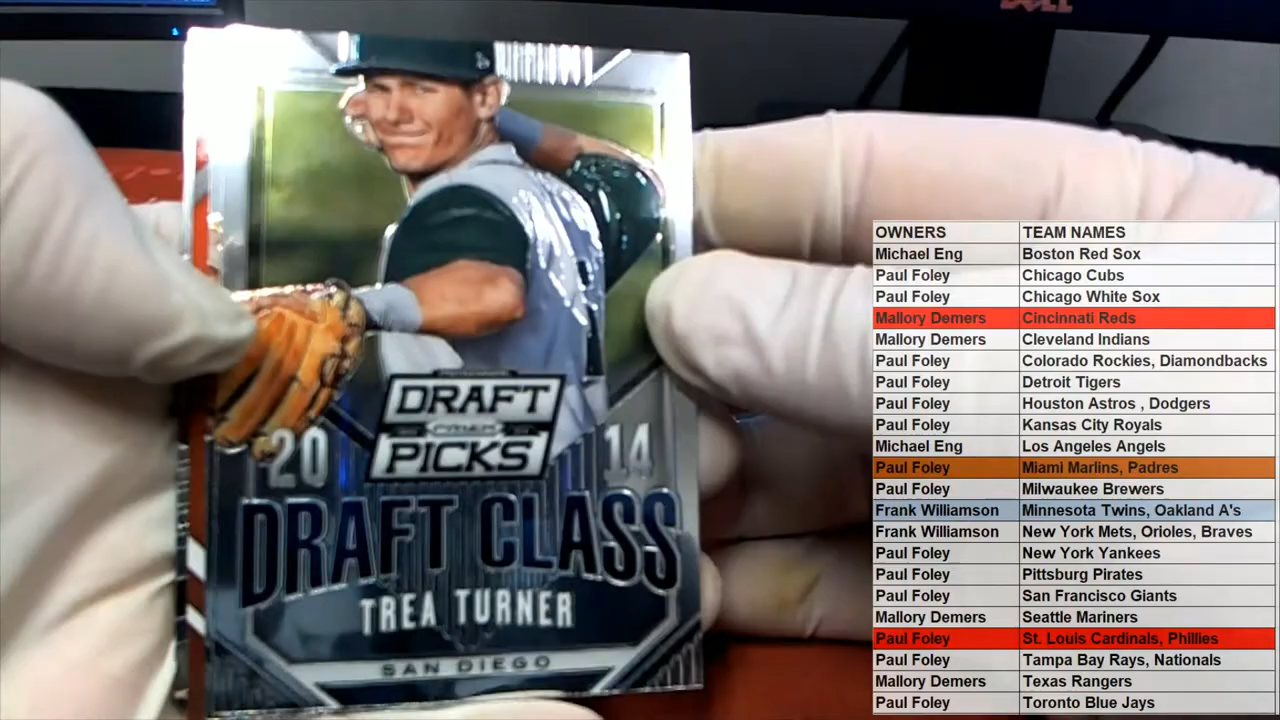 DELL
DRAFT
PICKS
20 14
DRAFT CLASS
TREA TURNER
SAN DIEGO
OWNERS TEAM NAMES
Michael Eng Boston Red Sox
Paul Foley Chicago Cubs
Paul Foley Chicago White Sox
Mallory Demers Cincinnati Reds
Mallory Demers Cleveland Indians
Paul Foley Colorado Rockies, Diamondbacks
Paul Foley Detroit Tigers
Paul Foley Houston Astros , Dodgers
Paul Foley Kansas City Royals
Michael Eng Los Angeles Angels
Paul Foley Miami Marlins, Padres
Paul Foley Milwaukee Brewers
Frank Williamson Minnesota Twins, Oakland A's
Frank Williamson New York Mets, Orioles, Braves
Paul Foley New York Yankees
Paul Foley Pittsburg Pirates
Paul Foley San Francisco Giants
Mallory Demers Seattle Mariners
Paul Foley St. Louis Cardinals, Phillies
Paul Foley Tampa Bay Rays, Nationals
Mallory Demers Texas Rangers
Paul Foley Toronto Blue Jays